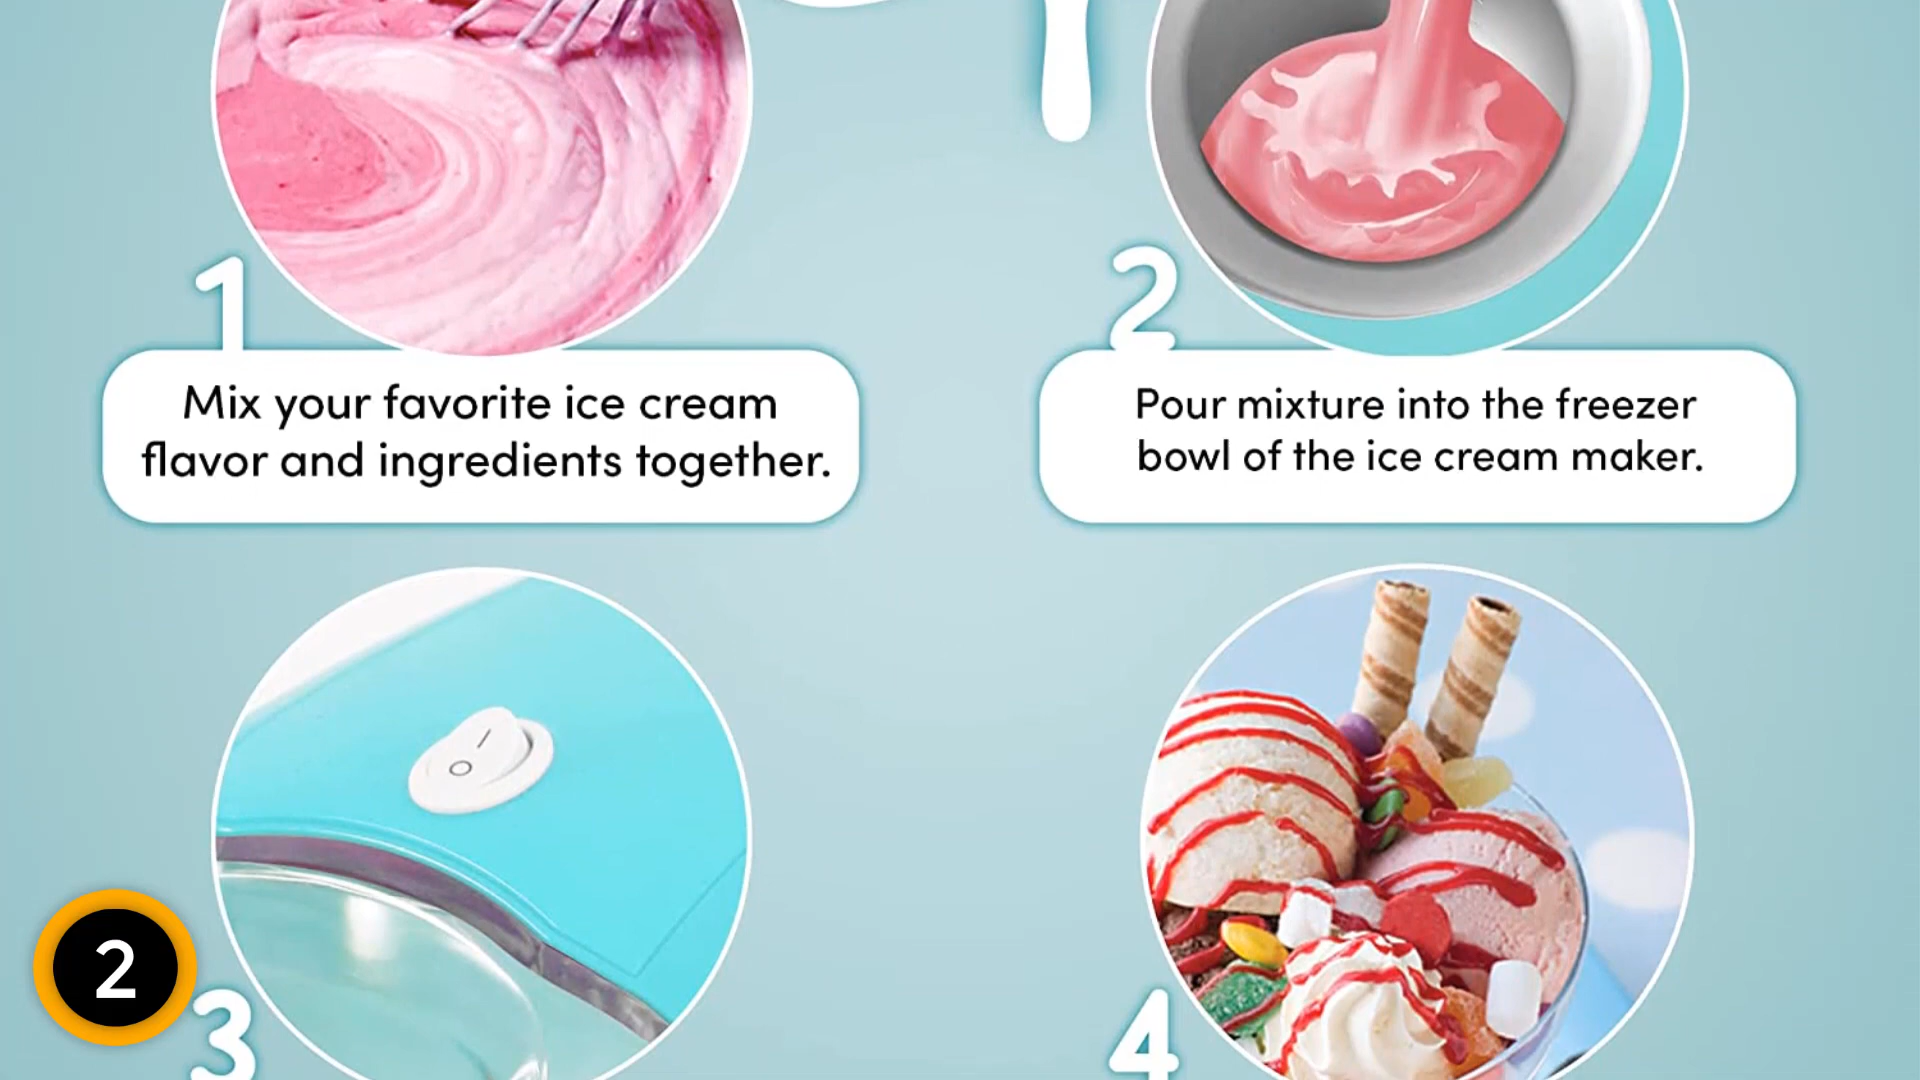 1
Mix your favorite ice cream
flavor and ingredients together.
2
Pour mixture into the freezer
bowl of the ice cream maker.
3
4
2